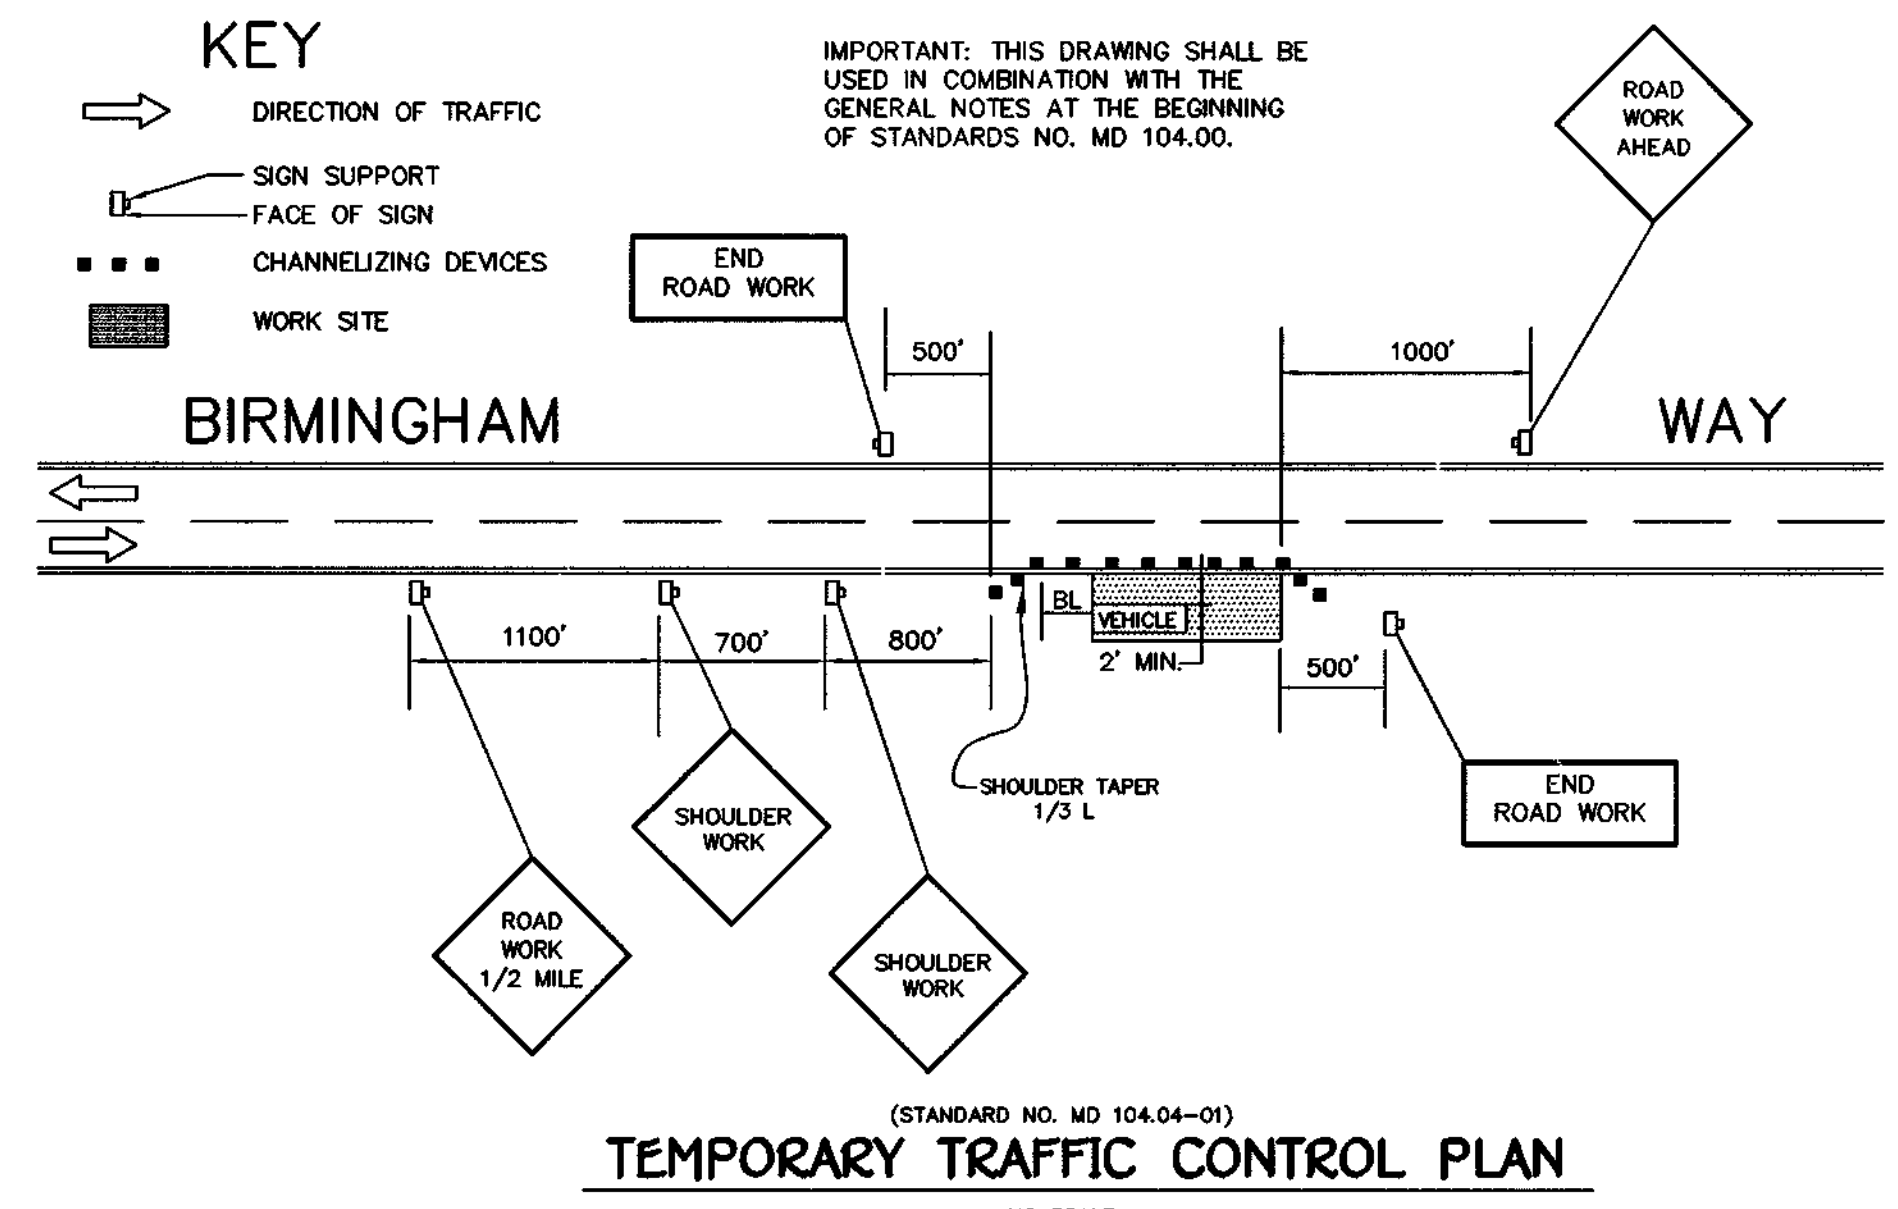 KEY
DIRECTION OF TRAFFIC
SIGN SUPPORT
FACE OF SIGN
CHANNELIZING DEVICES
WORK SITE
IMPORTANT: THIS DRAWING SHALL BE
USED IN COMBINATION WITH THE
GENERAL NOTES AT THE BEGINNING
OF STANDARDS NO. MD 104.00.
ROAD
WORK
AHEAD
END
ROAD WORK
500'
1000'
BIRMINGHAM WAY
BL
VEHICLE
2' MIN.
1100'
700'
800'
500'
SHOULDER TAPER
1/3 L
SHOULDER
WORK
END
ROAD WORK
ROAD
WORK
1/2 MILE
SHOULDER
WORK
(STANDARD NO. MD 104.04-01)
TEMPORARY TRAFFIC CONTROL PLAN